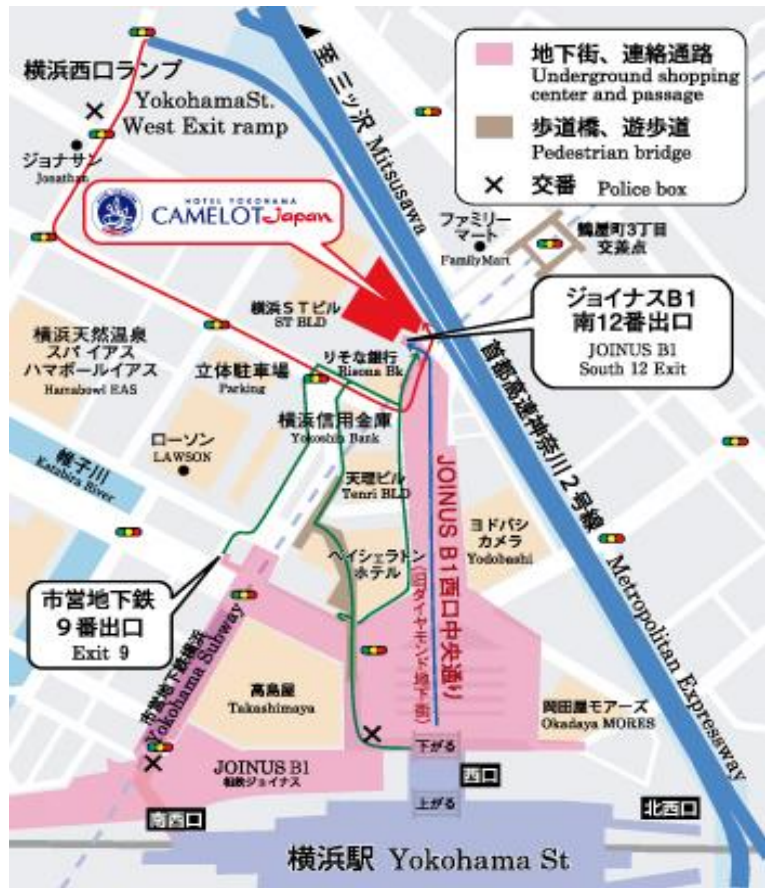 横浜西口ランプ
YokohamaSt.
West Exit ramp
ジョナサン
Jonathan
至 三ッ沢 Mitsusawa
地下街、連絡通路
Underground shopping
center and passage
歩道橋、遊歩道
Pedestrian bridge
交番 Police box
HOTEL YOKOHAMA
CAMELOT Japan
ファミリー
マート
FamilyMart
鶴屋町3丁目
交差点
横浜STビル
ST BLD
ジョイナスB1
南12番出口
JOINUS B1
South 12 Exit
横浜天然温泉
スパ イアス
ハマボールイアス
Hamabowl EAS
立体駐車場
Parking
りそな銀行
Risona Bk
横浜信用金庫
Yokoshin Bank
ローソン
LAWSON
帷子川
Katabira River
天理ビル
Tenri BLD
ベイシェラトン
ホテル
JOINUS B1西口中央通り
(旧ダイヤモンド地下街)
ヨドバシ
カメラ
Yodobashi
首都高速神奈川2号線 Metropolitan Expressway
市営地下鉄
9番出口
Exit 9
市営地下鉄横浜
Yokohama Subway
高島屋
Takashimaya
岡田屋モアーズ
Okadaya MORES
JOINUS B1
相鉄ジョイナス
下がる
西口
上がる
南西口
北西口
横浜駅 Yokohama St